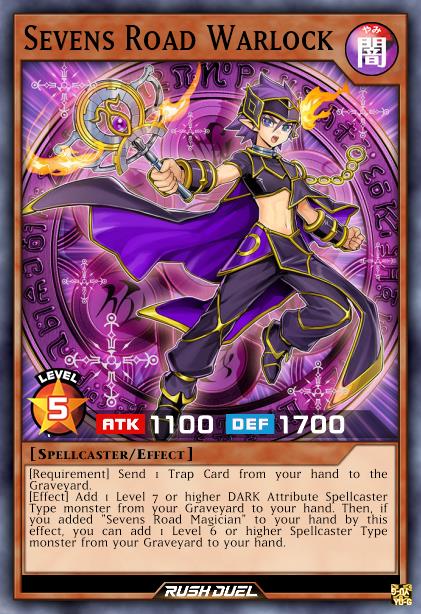 Sevens Road Warlock
やみ
闇
LEVEL
5
ATK 1100 DEF 1700
[Spellcaster/Effect]
[Requirement] Send 1 Trap Card from your hand to the
Graveyard.
[Effect] Add 1 Level 7 or higher DARK Attribute Spellcaster
Type monster from your Graveyard to your hand. Then, if
you added "Sevens Road Magician" to your hand by this
effect, you can add 1 Level 6 or higher Spellcaster Type
monster from your Graveyard to your hand.
RUSH DUEL